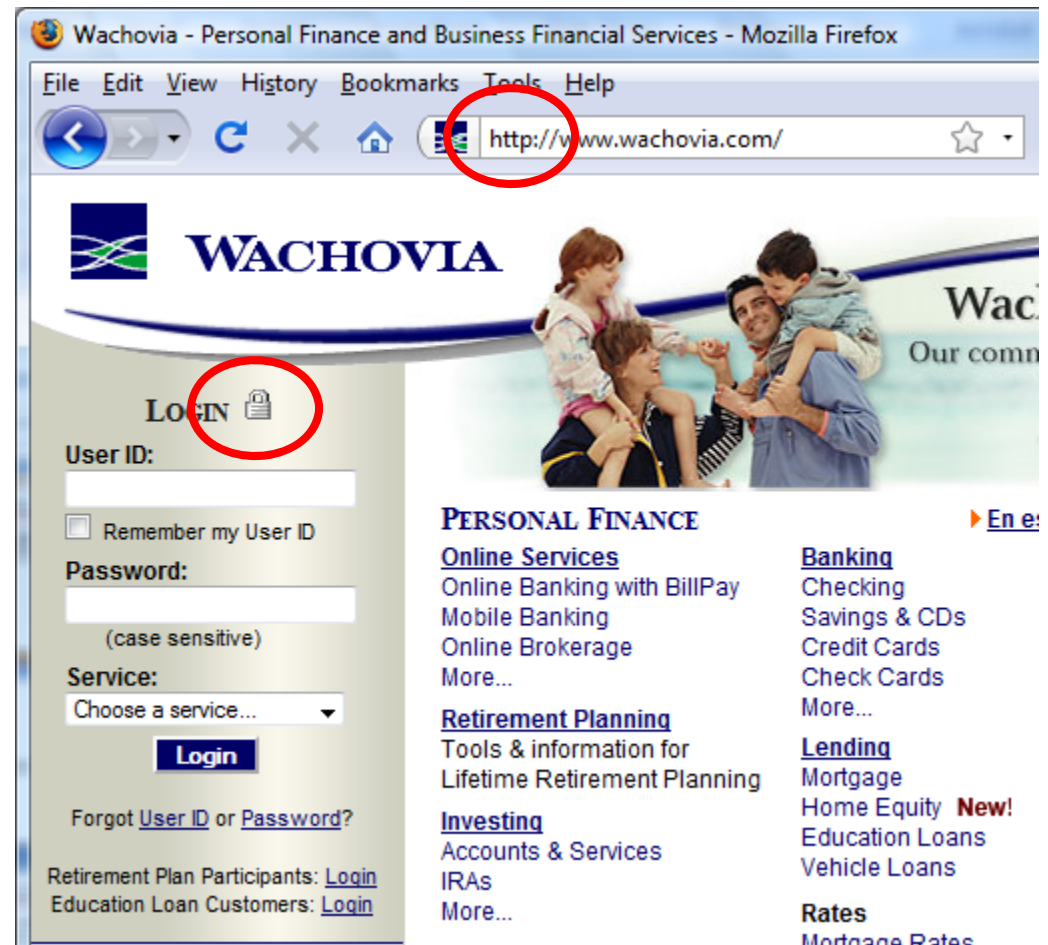 Wachovia - Personal Finance and Business Financial Services - Mozilla Firefox
File Edit View History Bookmarks Tools Help
http://www.wachovia.com/
WACHOVIA
Our
LOGIN
User ID:
Remember my User ID
Password:
(case sensitive)
Service:
Choose a service...
Login
Forgot User ID or Password?
Retirement Plan Participants: Login
Education Loan Customers: Login
PERSONAL FINANCE
En
Online Services
Online Banking with BillPay
Mobile Banking
Online Brokerage
More...
Retirement Planning
Tools & information for
Lifetime Retirement Planning
Investing
Accounts & Services
IRAs
More...
Banking
Checking
Savings & CDs
Credit Cards
Check Cards
More...
Lending
Mortgage
Home Equity New!
Education Loans
Vehicle Loans
Rates
Mortgage Rates